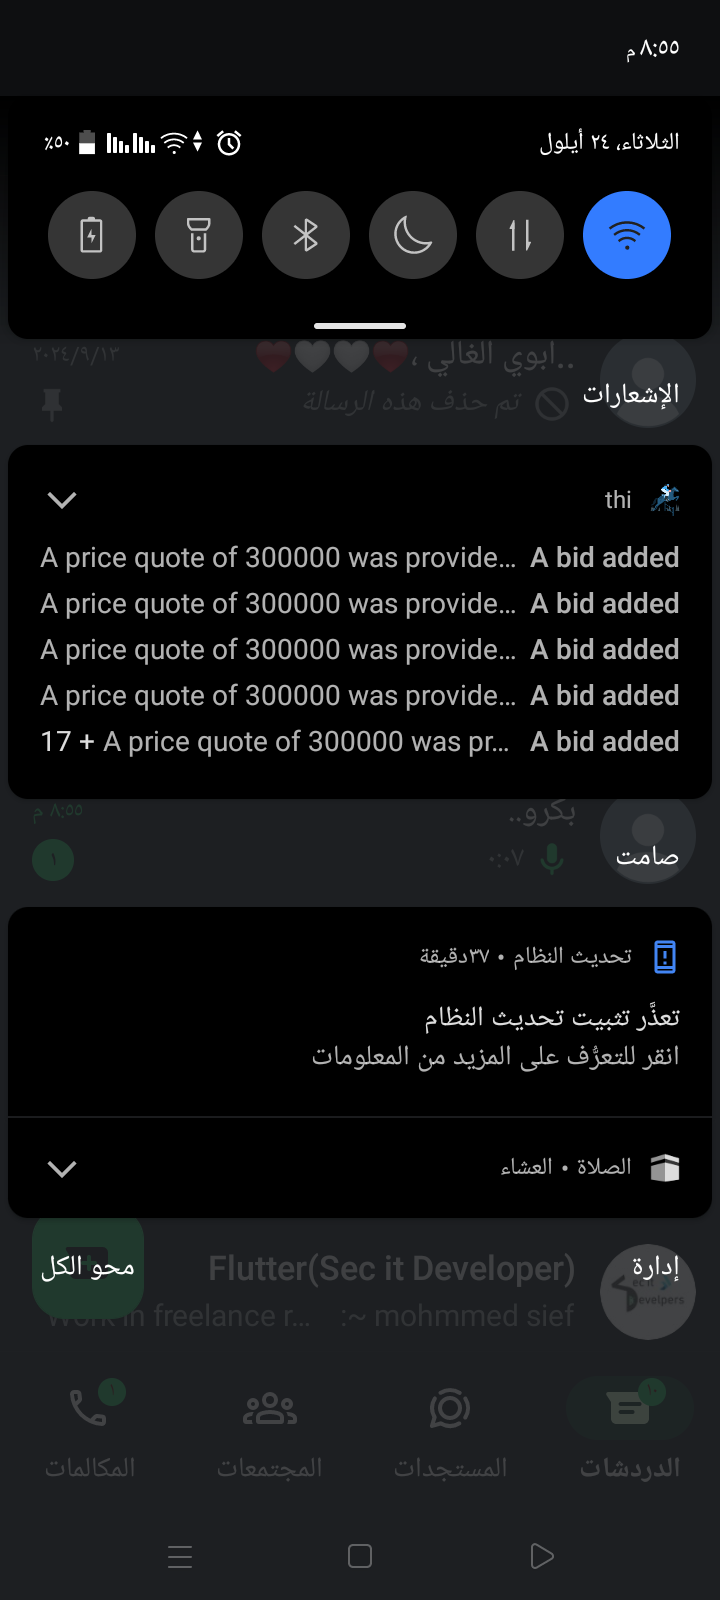 ٨:٥٥ م
الثلاثاء، ٢٤ أيلول
٪٥٠
..ابوي الغالي ،♥️🤍🤍♥️
٢٠٢٤/٩/١٣
الإشعارات
تم حذف هذه الرسالة
thi
A bid added A price quote of 300000 was provide...
A bid added A price quote of 300000 was provide...
A bid added A price quote of 300000 was provide...
A bid added A price quote of 300000 was provide...
A bid added A price quote of 300000 was pr... 17 +
بكرو..
٨:٥٥ م
صامت
٠:٠٧
١
تحديث النظام • ٣٧دقيقة
تعذَّر تثبيت تحديث النظام
انقر للتعرُّف على المزيد من المعلومات
الصلاة • العشاء
إدارة
Flutter(Sec it Developer)
محو الكل
~ mohmmed sief: Work in freelance r...
١٠
١
الدردشات
المستجدات
المجتمعات
المكالمات